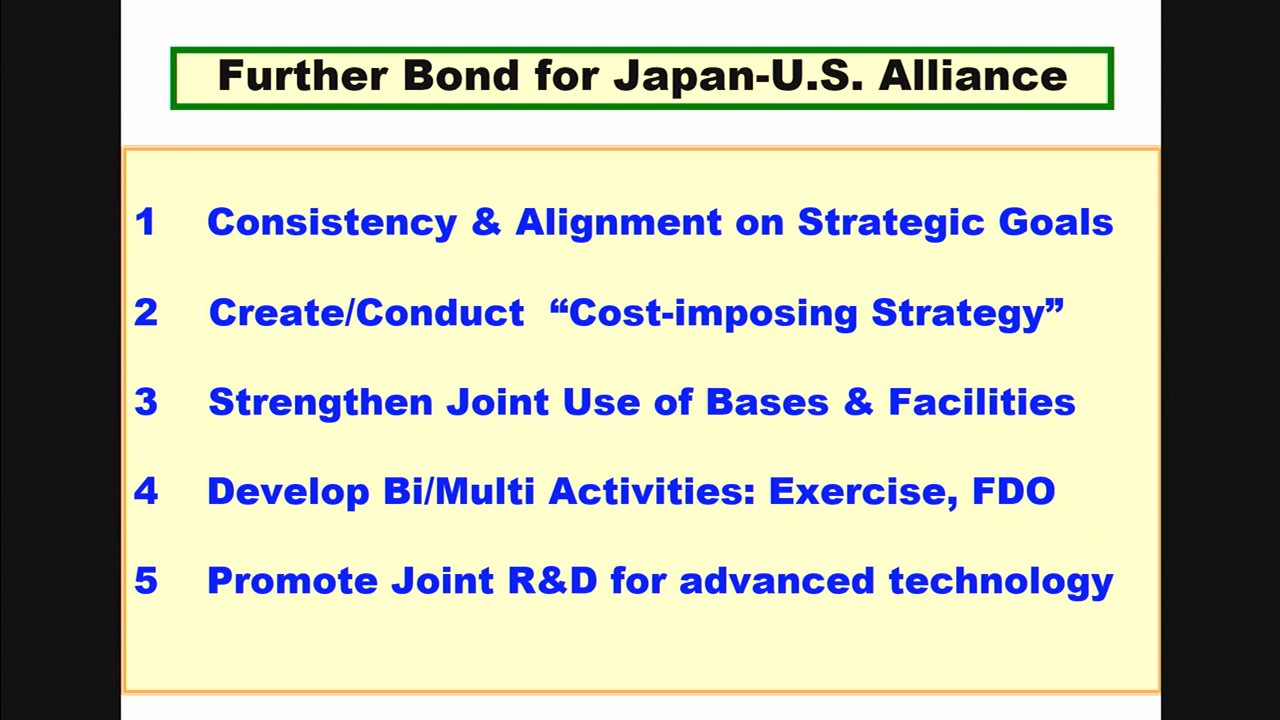 Further Bond for Japan-U.S. Alliance
1 Consistency & Alignment on Strategic Goals
2 Create/Conduct “Cost-imposing Strategy”
3 Strengthen Joint Use of Bases & Facilities
4 Develop Bi/Multi Activities: Exercise, FDO
5 Promote Joint R&D for advanced technology